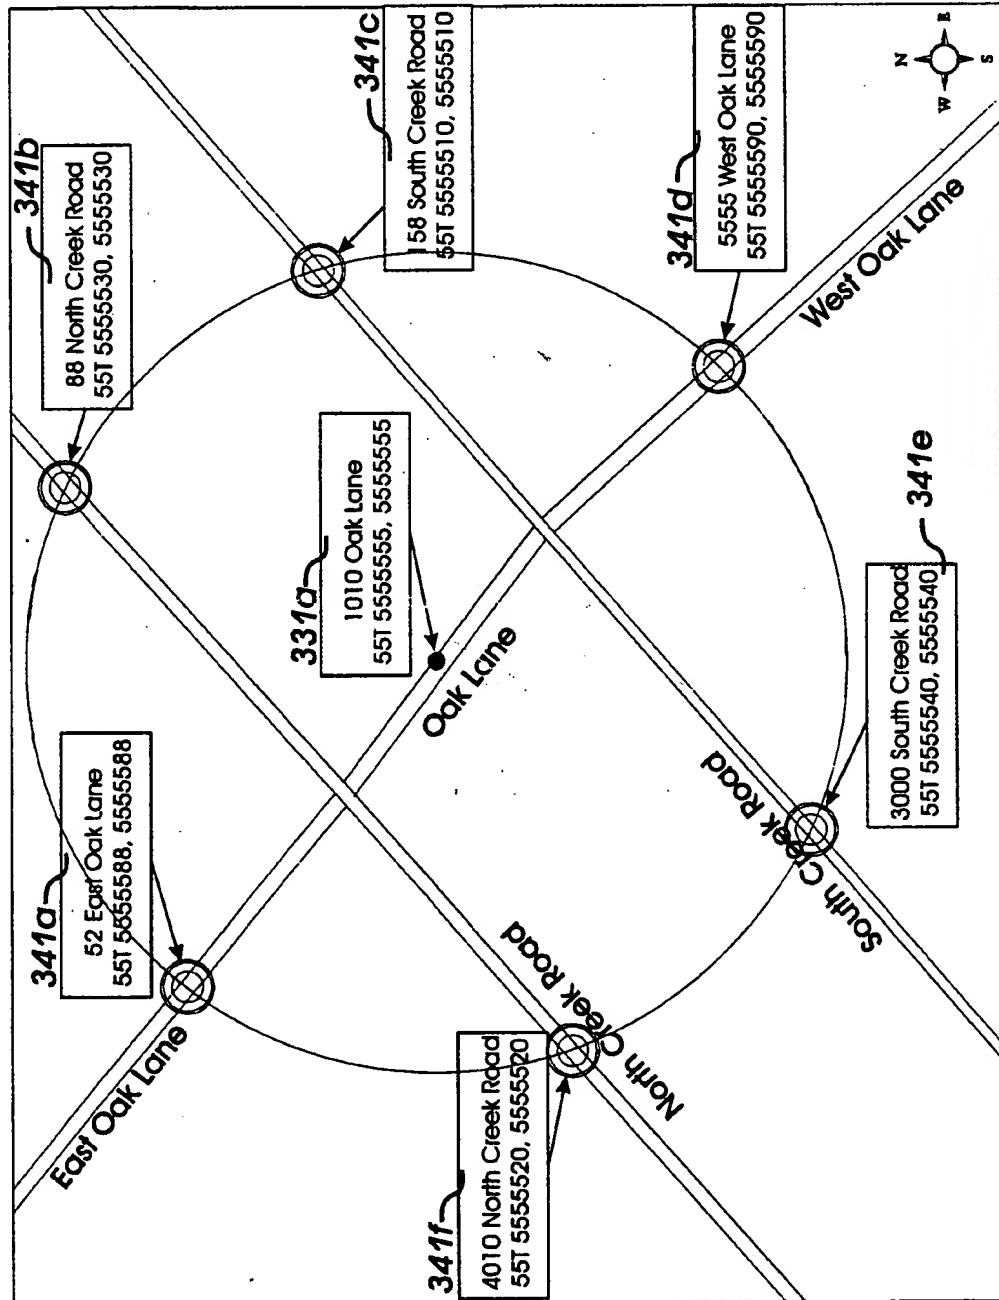 341a
52 East Oak Lane
55T 5555588, 5555588
341b
88 North Creek Road
55T 5555530, 5555530
341c
158 South Creek Road
55T 5555510, 5555510
331a
1010 Oak Lane
55T 5555555, 5555555
341d
5555 West Oak Lane
55T 5555590, 5555590
341e
3000 South Creek Road
55T 5555540, 5555540
341f
4010 North Creek Road
55T 5555520, 5555520
East Oak Lane
Oak Lane
West Oak Lane
North Creek Road
South Creek Road
N
W
E
S